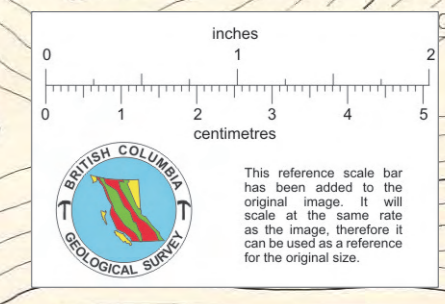 inches
0 1 2
0 1 2 3 4 5
centimetres
BRITISH COLUMBIA
GEOLOGICAL SURVEY
This reference scale bar
has been added to the
original image. It will
scale at the same rate
as the image, therefore it
can be used as a reference
for the original size.